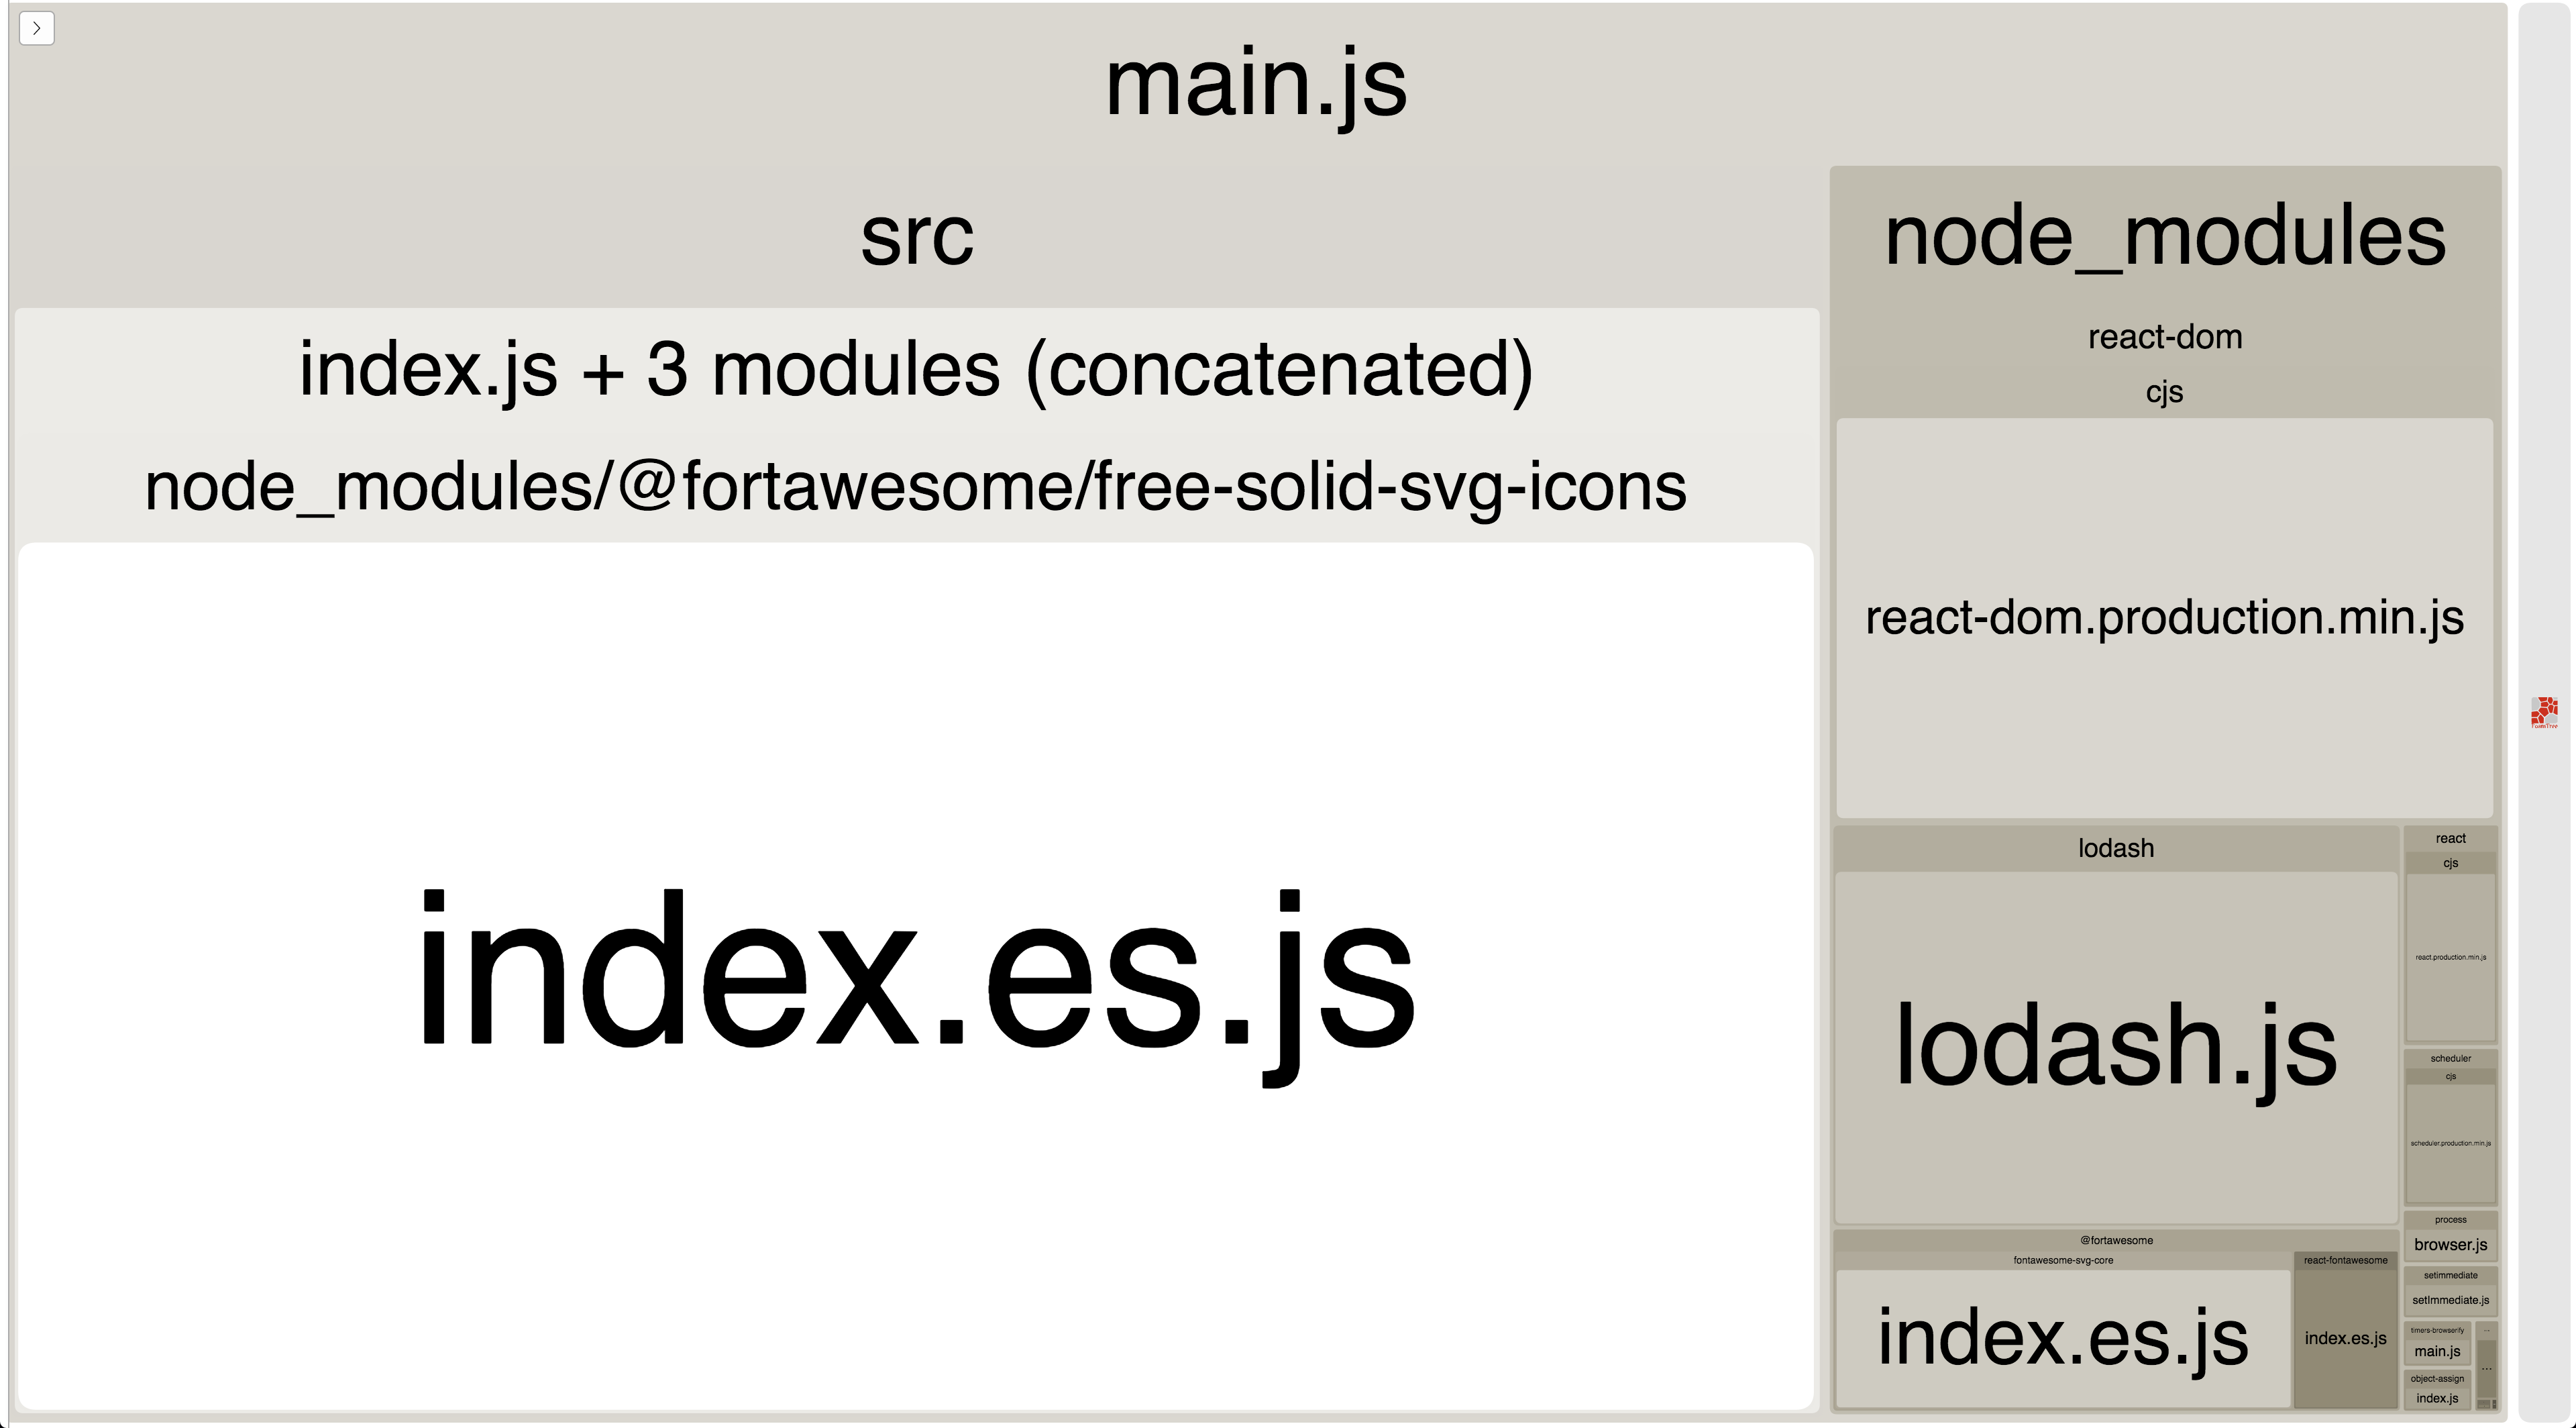 main.js
src
index.js + 3 modules (concatenated)
node_modules/@fortawesome/free-solid-svg-icons
index.es.js
node_modules
react-dom
cjs
react-dom.production.min.js
lodash
lodash.js
@fortawesome
fontawesome-svg-core
index.es.js
react-fontawesome
index.es.js
react
cjs
react.production.min.js
scheduler
cjs
scheduler.production.min.js
process
browser.js
setimmediate
setImmediate.js
timers-browserify
main.js
object-assign
index.js
...
FoamTree